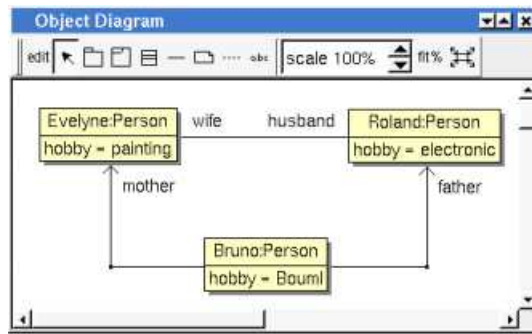 Object Diagram
edit abc scale 100% fit%
Evelyne:Person wife husband Roland:Person
hobby = painting hobby = electronic
mother father
Bruno:Person
hobby = Bouml